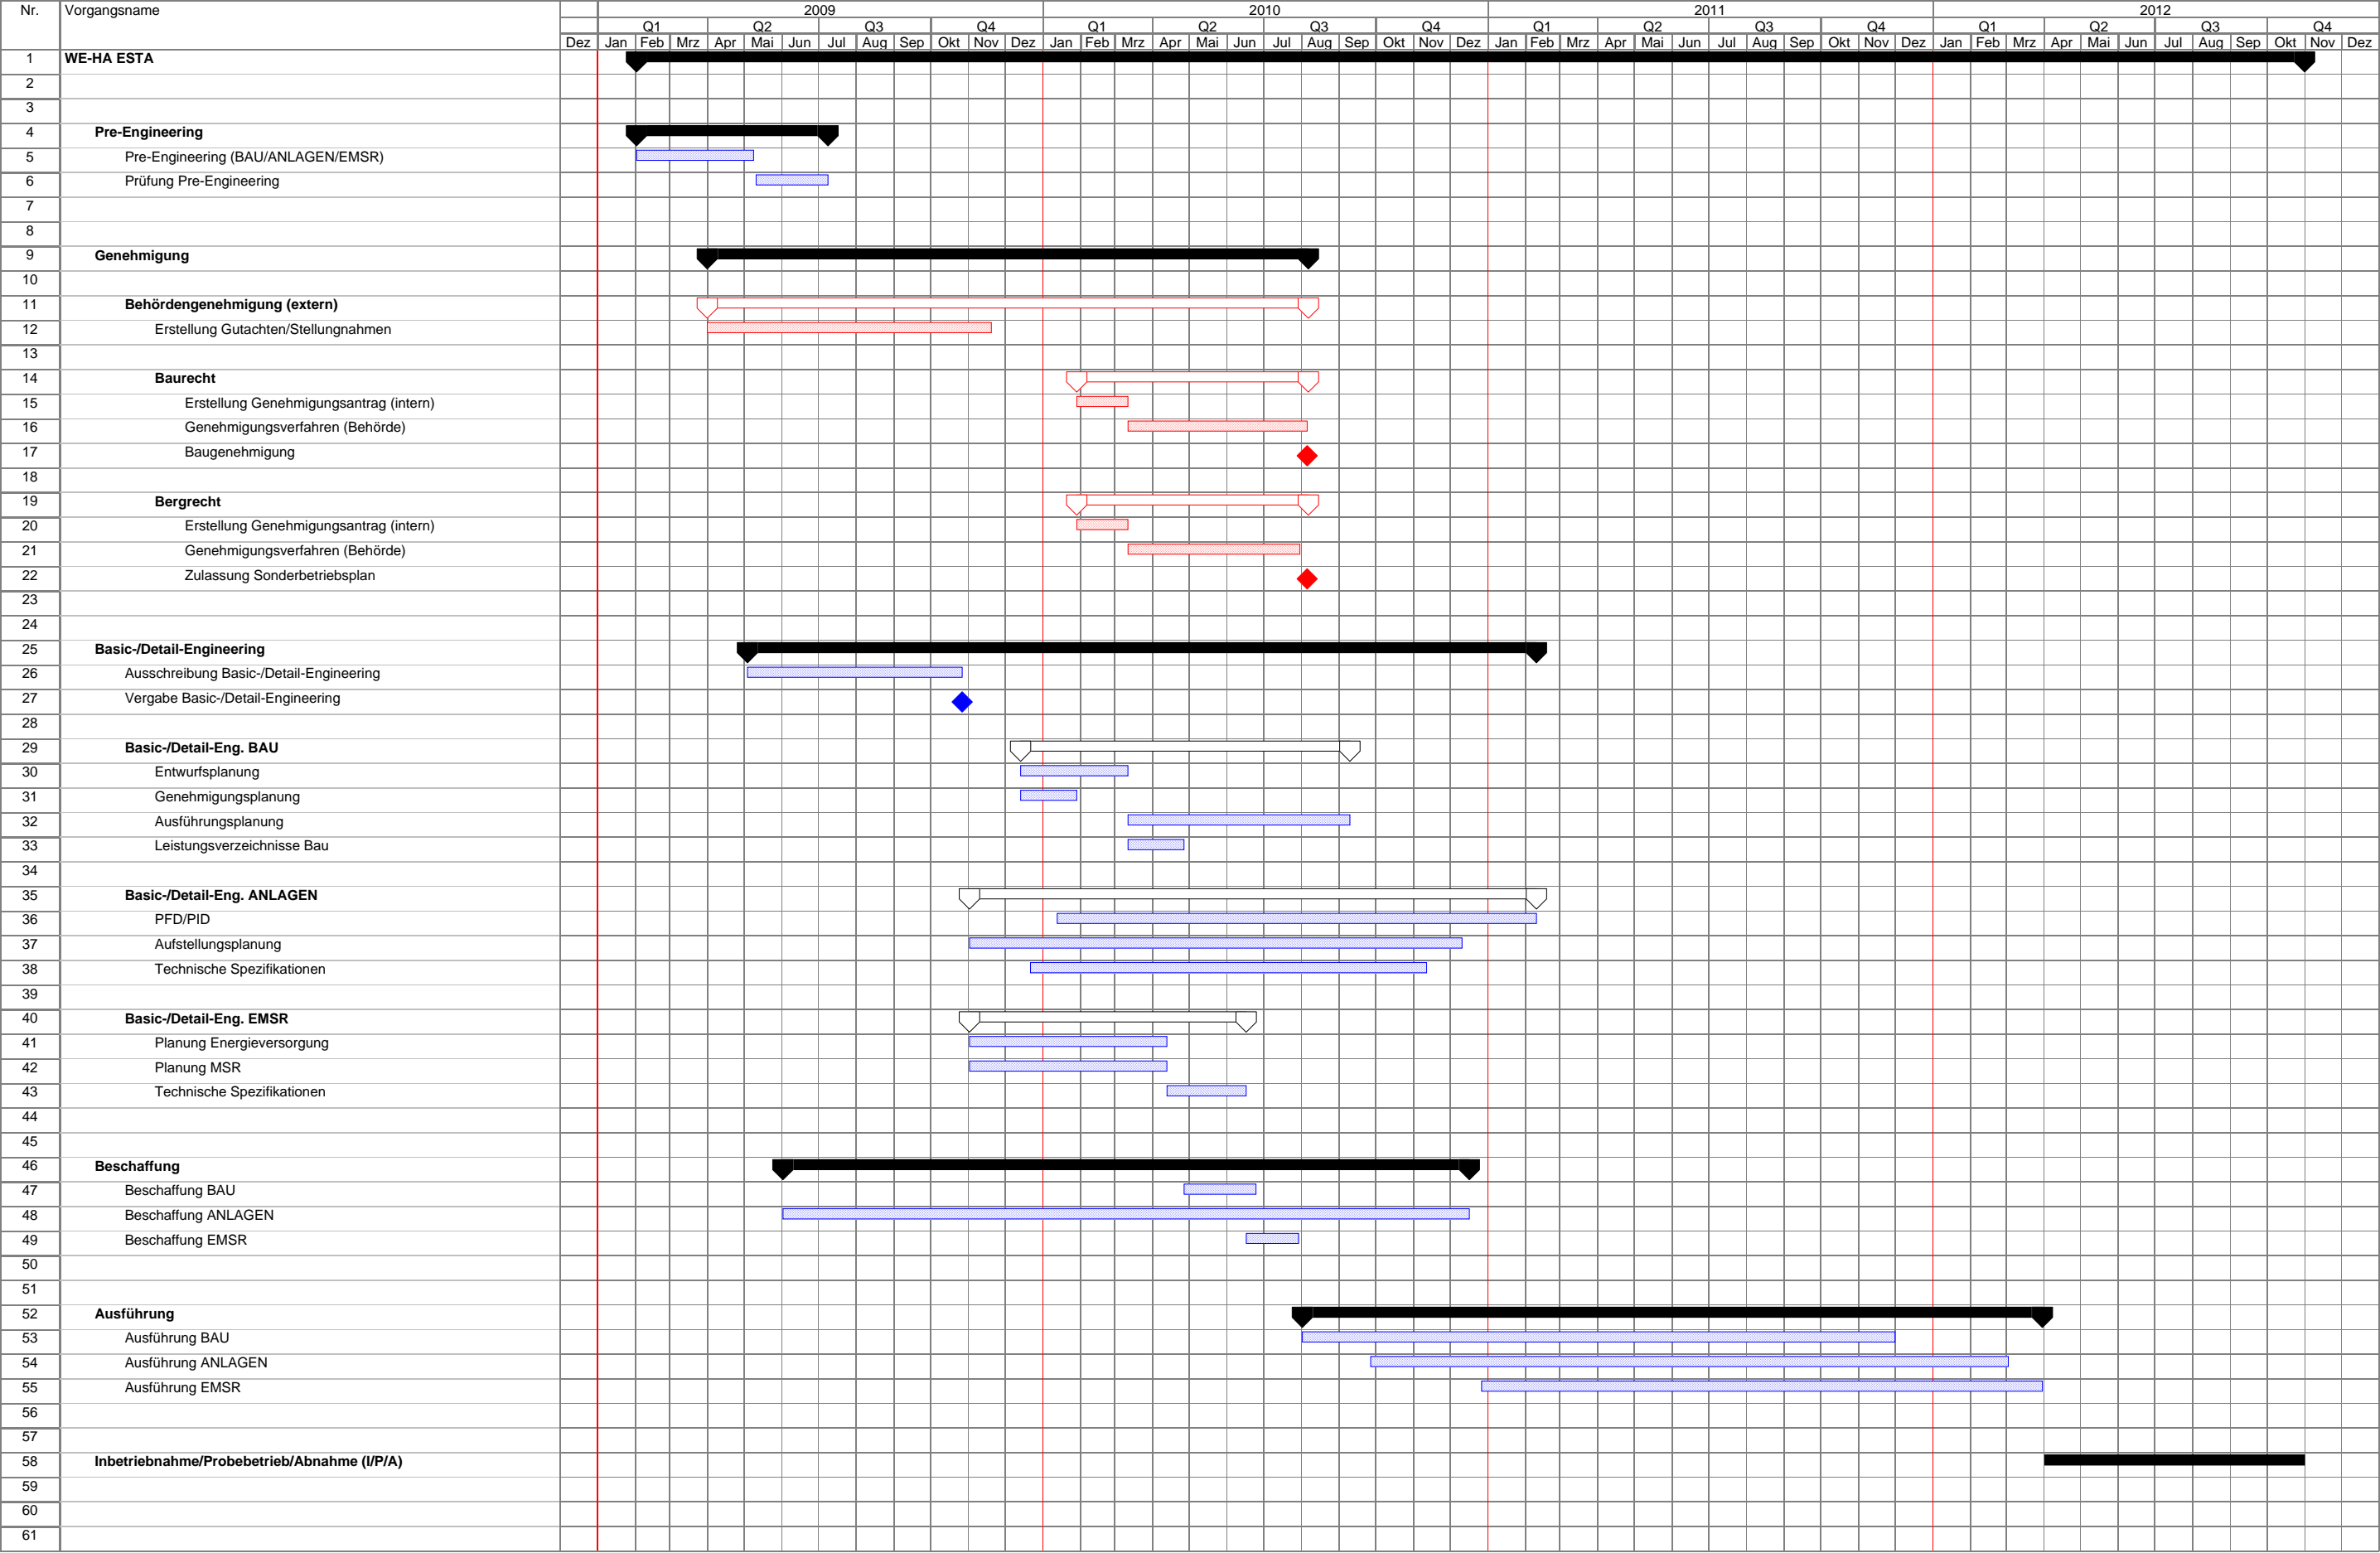 Nr. Vorgangsname 2009 2010 2011 2012
Q1 Q2 Q3 Q4 Q1 Q2 Q3 Q4 Q1 Q2 Q3 Q4 Q1 Q2 Q3 Q4
Dez Jan Feb Mrz Apr Mai Jun Jul Aug Sep Okt Nov Dez Jan Feb Mrz Apr Mai Jun Jul Aug Sep Okt Nov Dez Jan Feb Mrz Apr Mai Jun Jul Aug Sep Okt Nov Dez Jan Feb Mrz Apr Mai Jun Jul Aug Sep Okt Nov Dez
1 WE-HA ESTA
2
3
4 Pre-Engineering
5 Pre-Engineering (BAU/ANLAGEN/EMSR)
6 Prüfung Pre-Engineering
7
8
9 Genehmigung
10
11 Behördengenehmigung (extern)
12 Erstellung Gutachten/Stellungnahmen
13
14 Baurecht
15 Erstellung Genehmigungsantrag (intern)
16 Genehmigungsverfahren (Behörde)
17 Baugenehmigung
18
19 Bergrecht
20 Erstellung Genehmigungsantrag (intern)
21 Genehmigungsverfahren (Behörde)
22 Zulassung Sonderbetriebsplan
23
24
25 Basic-/Detail-Engineering
26 Ausschreibung Basic-/Detail-Engineering
27 Vergabe Basic-/Detail-Engineering
28
29 Basic-/Detail-Eng. BAU
30 Entwurfsplanung
31 Genehmigungsplanung
32 Ausführungsplanung
33 Leistungsverzeichnisse Bau
34
35 Basic-/Detail-Eng. ANLAGEN
36 PFD/PID
37 Aufstellungsplanung
38 Technische Spezifikationen
39
40 Basic-/Detail-Eng. EMSR
41 Planung Energieversorgung
42 Planung MSR
43 Technische Spezifikationen
44
45
46 Beschaffung
47 Beschaffung BAU
48 Beschaffung ANLAGEN
49 Beschaffung EMSR
50
51
52 Ausführung
53 Ausführung BAU
54 Ausführung ANLAGEN
55 Ausführung EMSR
56
57
58 Inbetriebnahme/Probebetrieb/Abnahme (I/P/A)
59
60
61